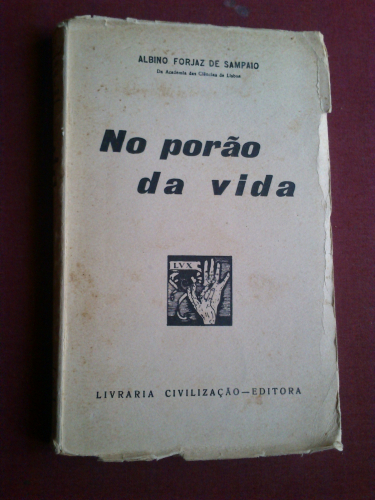 ALBINO FORJAZ DE SAMPAIO
Da Academia das Ciências de Lisboa
No porão
da vida
LVX
LIVRARIA CIVILIZAÇÃO—EDITORA